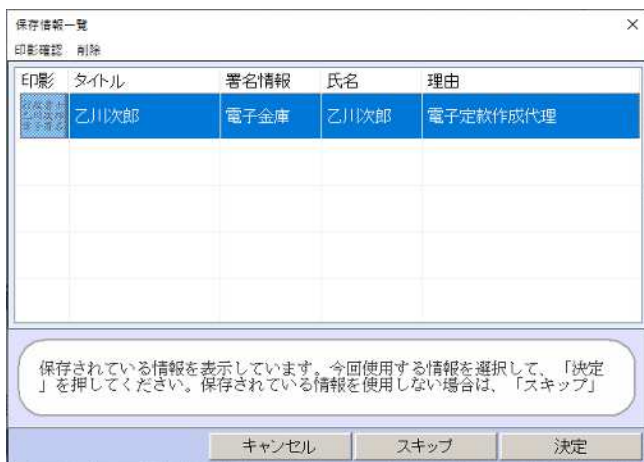 保存情報一覧
印影確認 削除
印影 タイトル 署名情報 氏名 理由
乙川次郎 電子金庫 乙川次郎 電子定款作成代理
保存されている情報を表示しています。今回使用する情報を選択して、「決定
」を押してください。保存されている情報を使用しない場合は、「スキップ」
キャンセル スキップ 決定